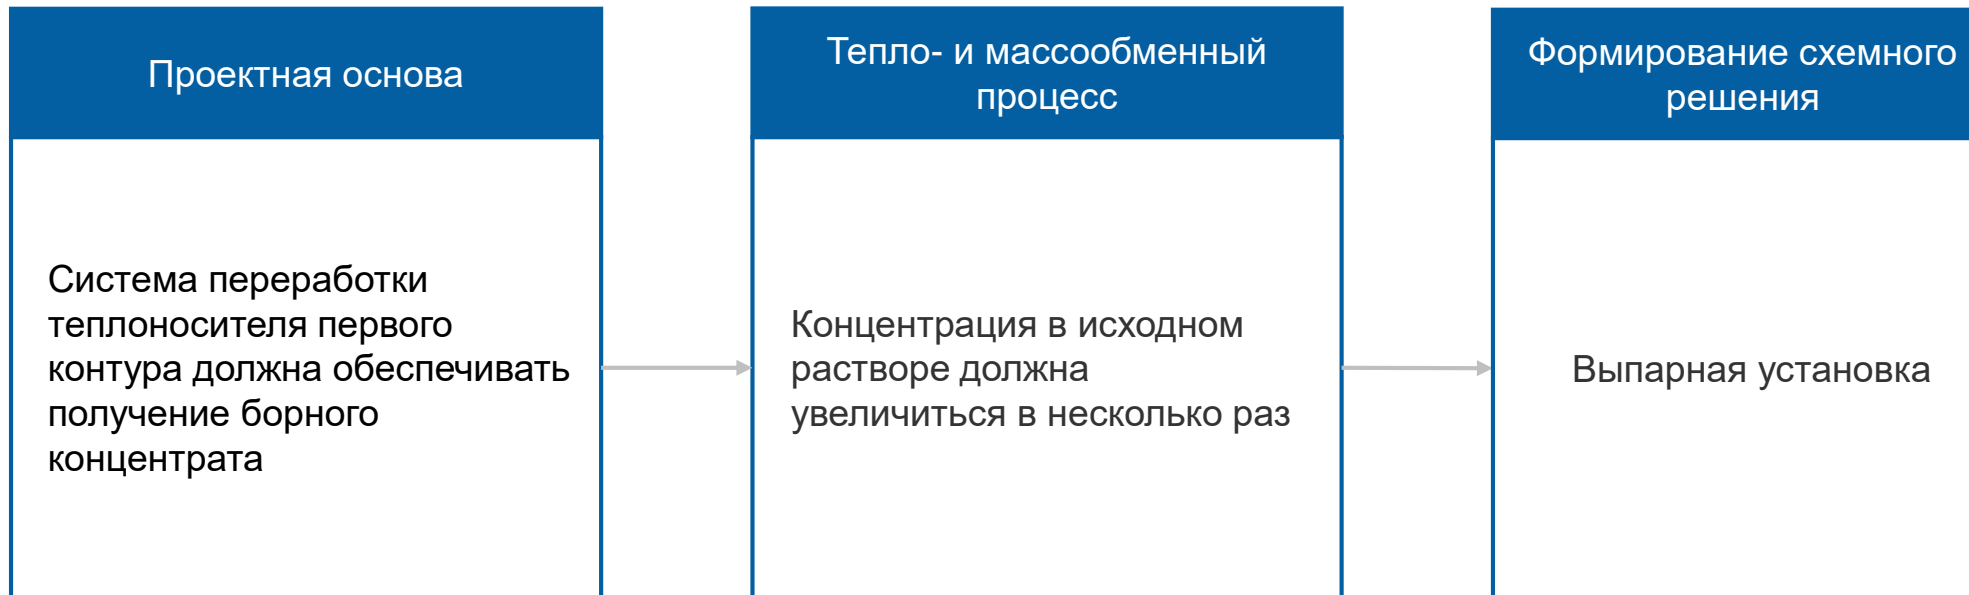 Проектная основа
Система переработки
теплоносителя первого
контура должна обеспечивать
получение борного
концентрата
Тепло- и массообменный
процесс
Концентрация в исходном
растворе должна
увеличиться в несколько раз
Формирование схемного
решения
Выпарная установка